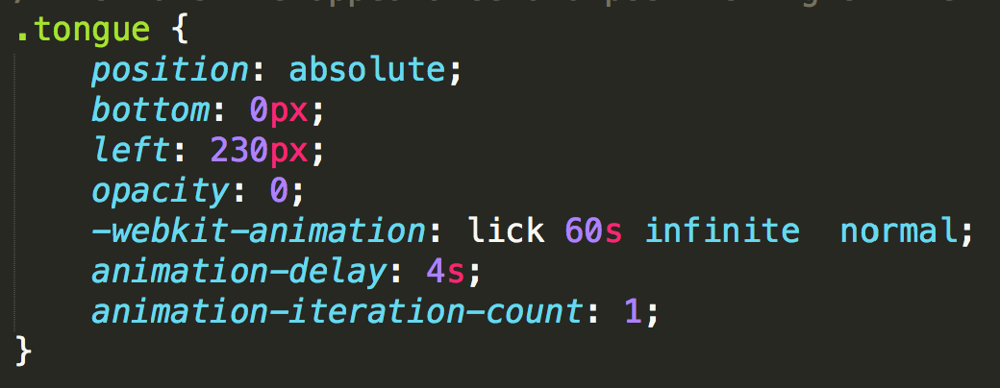 .tongue {
    position: absolute;
    bottom: 0px;
    left: 230px;
    opacity: 0;
    -webkit-animation: lick 60s infinite  normal;
    animation-delay: 4s;
    animation-iteration-count: 1;
}